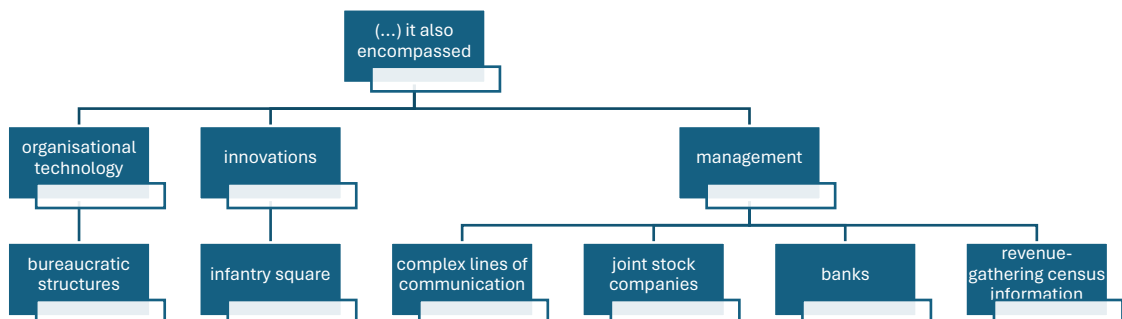 (...) it also
encompassed
organisational
technology
innovations
management
bureaucratic
structures
infantry square
complex lines of
communication
joint stock
companies
banks
revenue-
gathering census
information